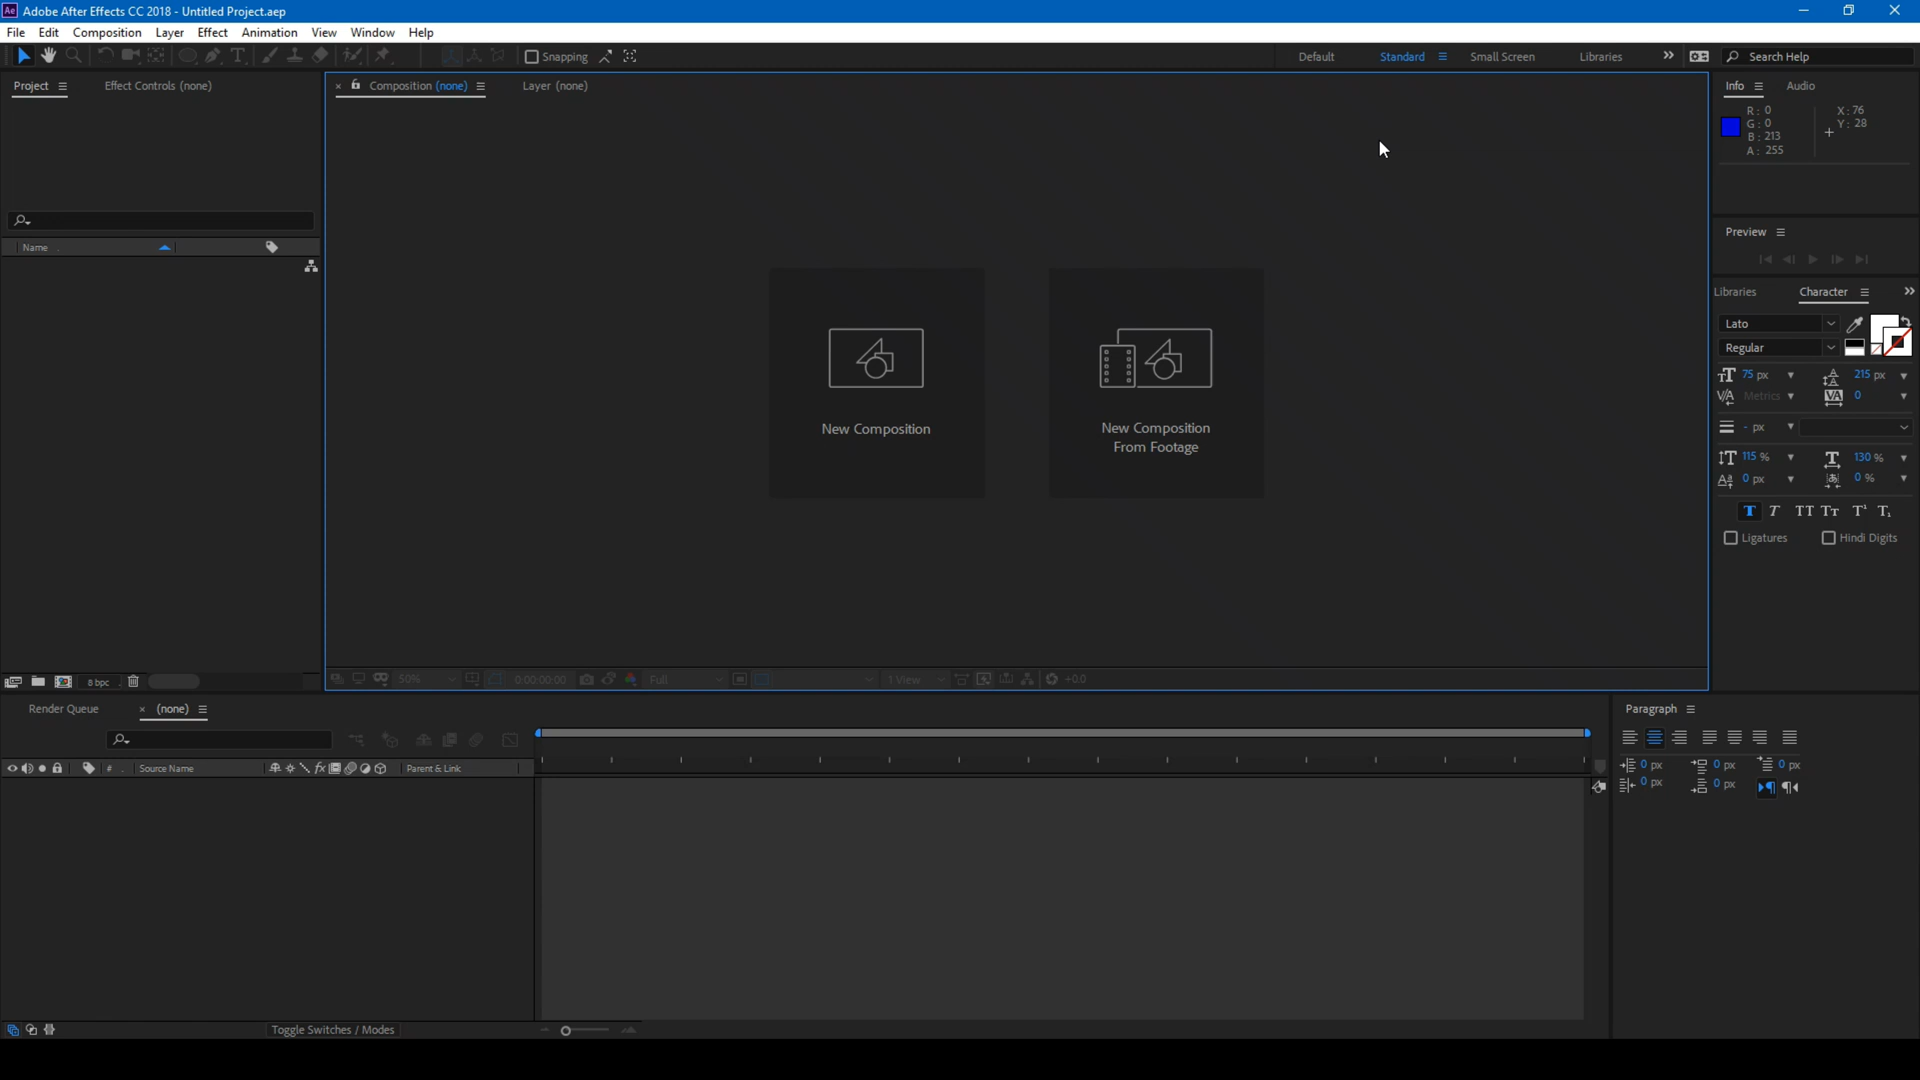 Ae Adobe After Effects CC 2018 - Untitled Project.aep
File Edit Composition Layer Effect Animation View Window Help
Snapping Default Standard Small Screen Libraries Search Help
Project Effect Controls (none) Composition (none) Layer (none) Info Audio
R: 0 X: 76
G: 0 Y: 28
B: 213
A: 255
Preview
Name
Libraries Character
Lato
Regular
75 px 215 px
Metrics 0
- px
115 % 130 %
0 px 0 %
Ligatures Hindi Digits
New Composition
New Composition
From Footage
8 bpc 50% 0:00:00:00 Full 1 View +0.0
Render Queue (none) Paragraph
# Source Name fx Parent & Link
0 px 0 px 0 px
0 px 0 px
Toggle Switches / Modes